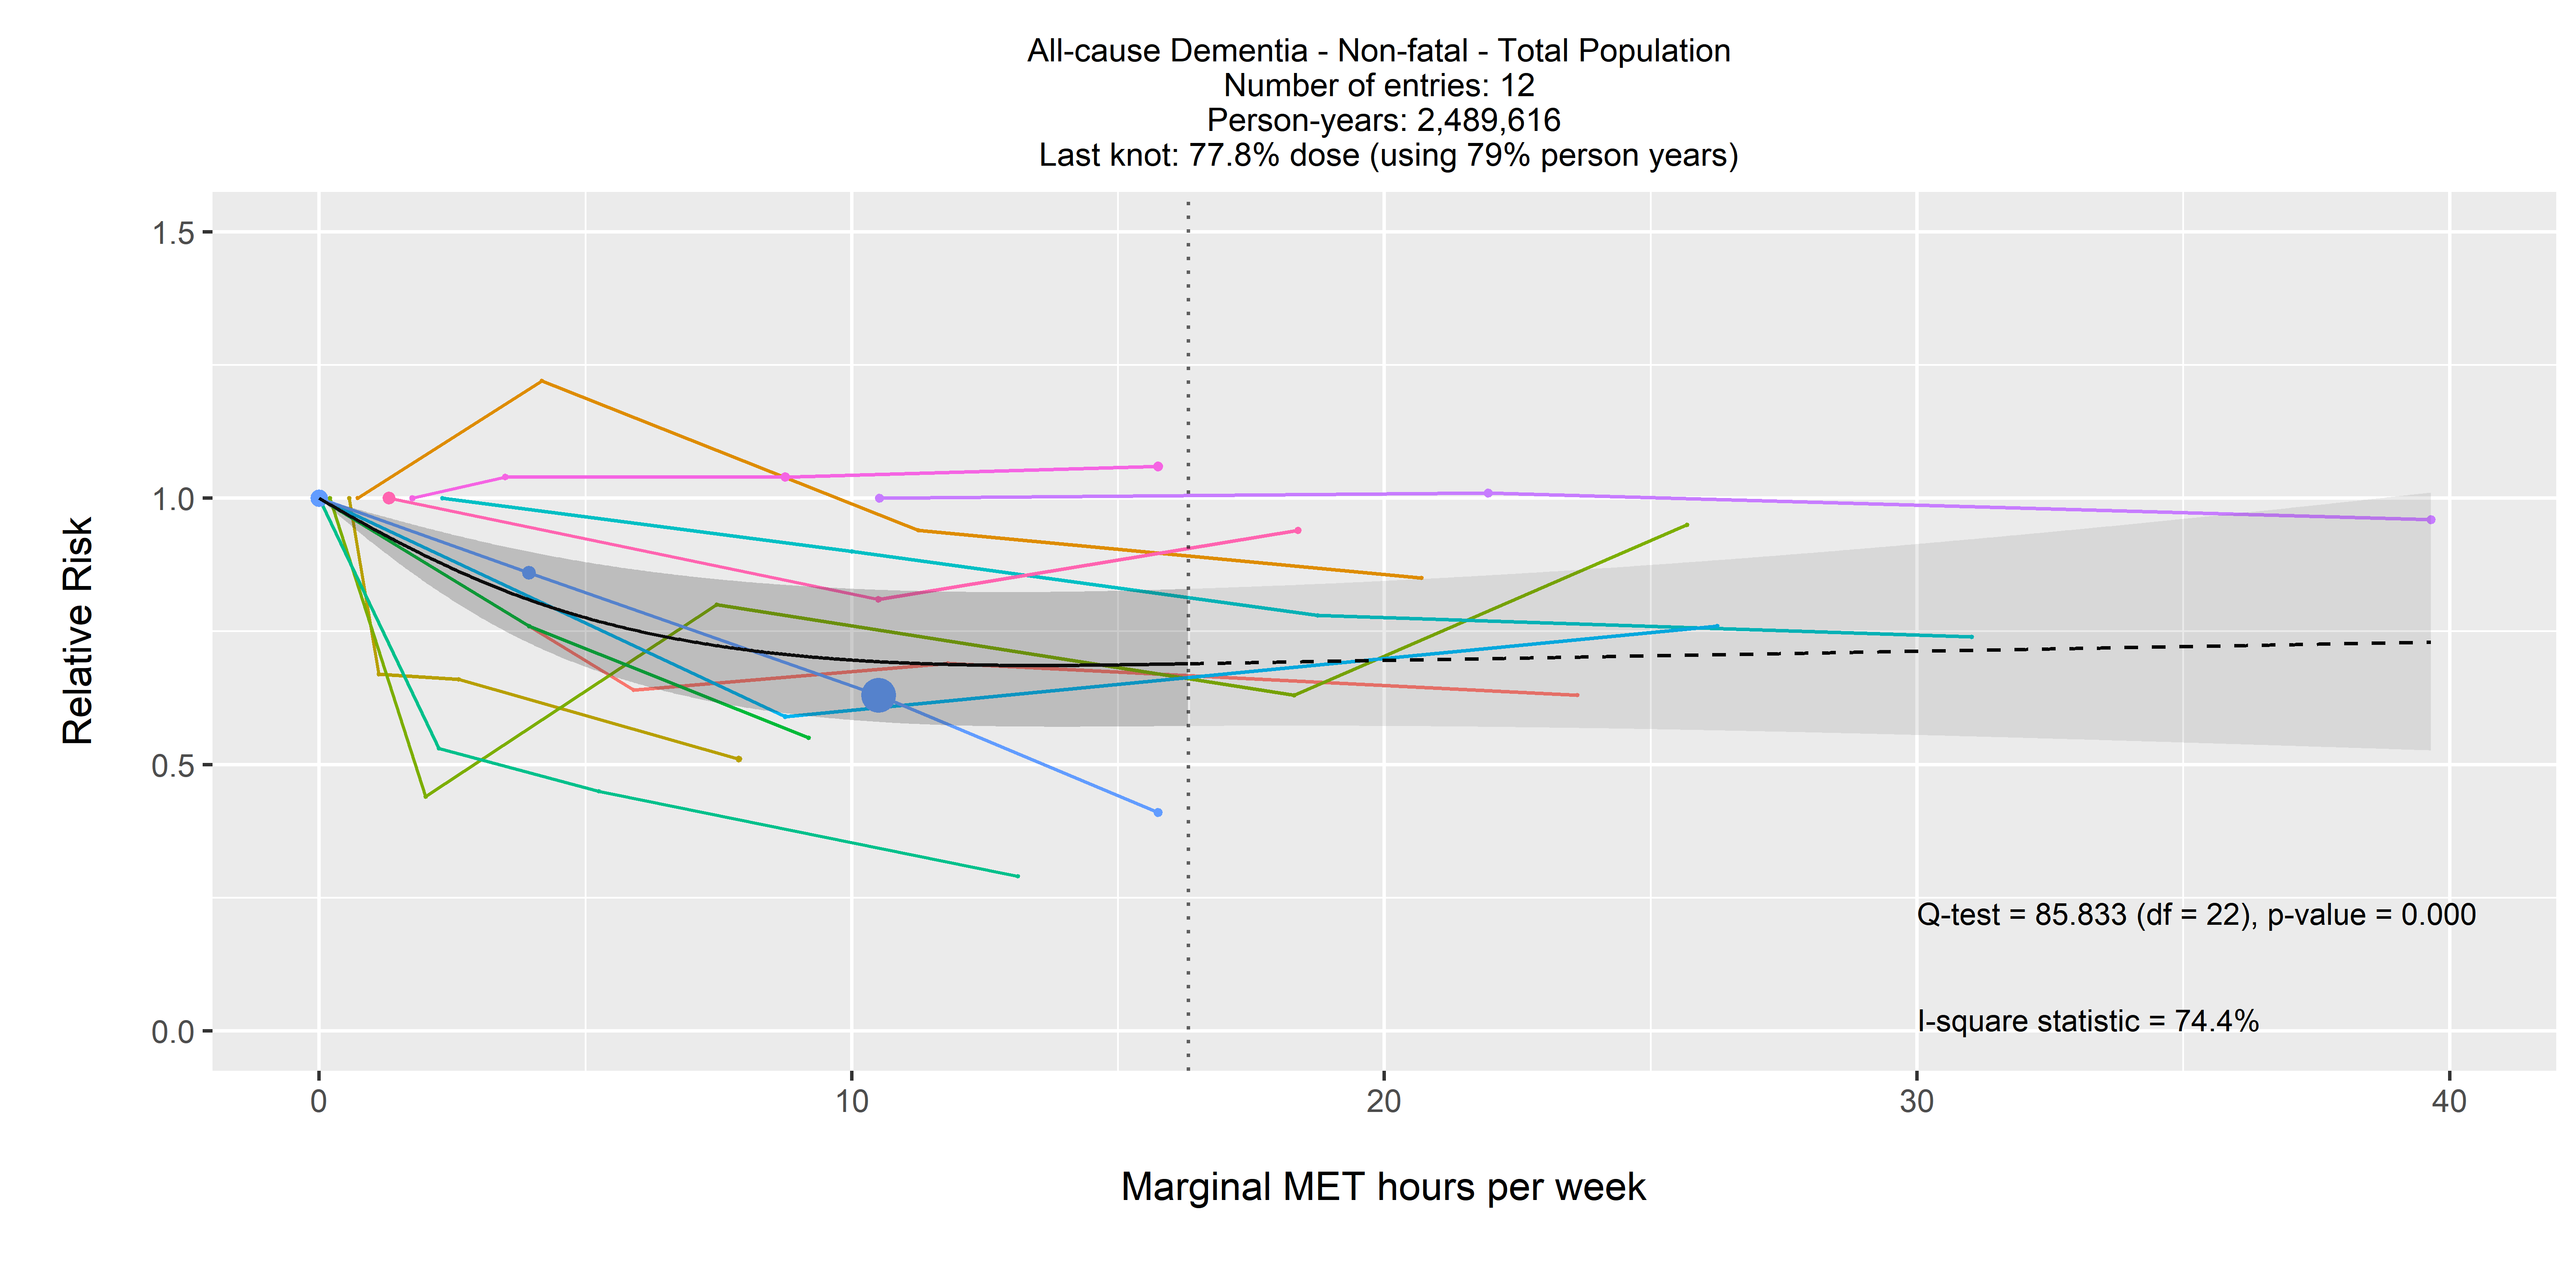 All-cause Dementia - Non-fatal - Total Population
Number of entries: 12
Person-years: 2,489,616
Last knot: 77.8% dose (using 79% person years)
1.5
1.0
0.5
0.0
Relative Risk
Q-test = 85.833 (df = 22), p-value = 0.000
I-square statistic = 74.4%
0 10 20 30 40
Marginal MET hours per week